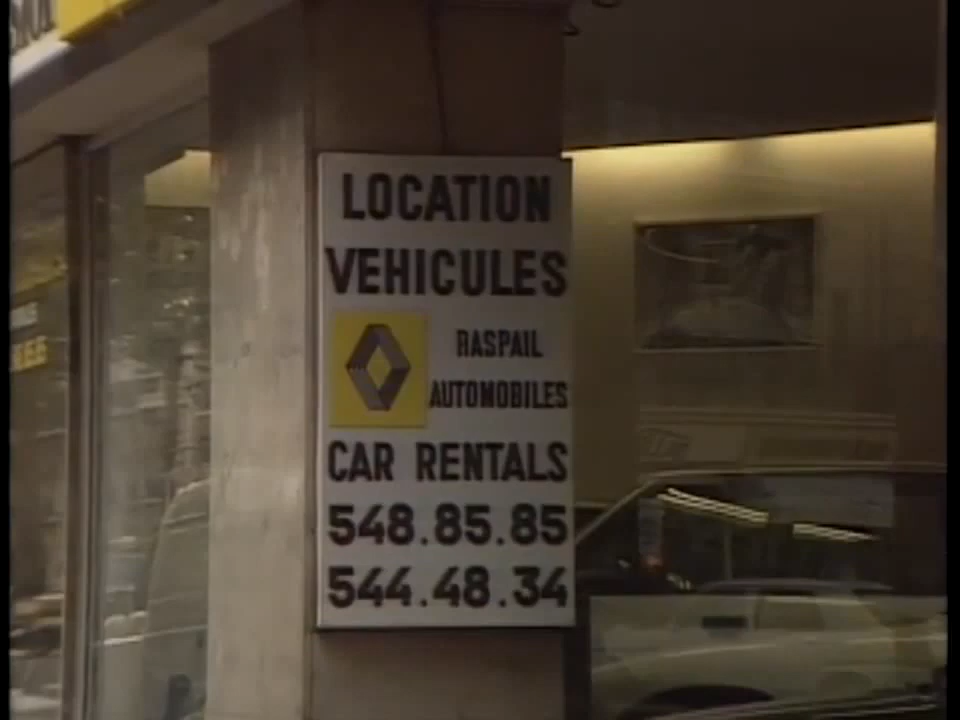 LOCATION
VEHICULES
RASPAIL
AUTOMOBILES
CAR RENTALS
548.85.85
544.48.34